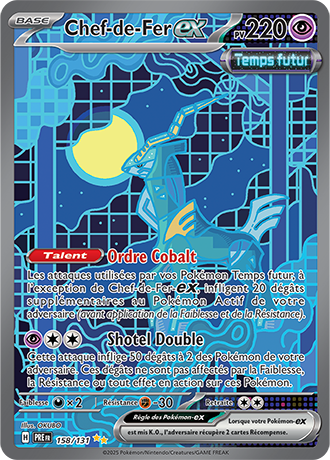 BASE
Chef-de-Fer ex PV 220
Temps futur
Talent Ordre Cobalt
Les attaques utilisées par vos Pokémon Temps futur, à
l'exception de Chef-de-Fer-ex, infligent 20 dégâts
supplémentaires au Pokémon Actif de votre
adversaire (avant application de la Faiblesse et de la Résistance).
Shotel Double
Cette attaque inflige 50 dégâts à 2 des Pokémon de votre
adversaire. Ces dégâts ne sont pas affectés par la Faiblesse,
la Résistance ou tout effet en action sur ces Pokémon.
Faiblesse ×2 Résistance -30 Retraite
Illus. OKUBO
Règle des Pokémon-ex
H PRE FR 158/131
Quand votre Pokémon-ex est mis K.O., l'adversaire récupère 2 cartes Récompense.
©2025 Pokémon/Nintendo/Creatures/GAME FREAK